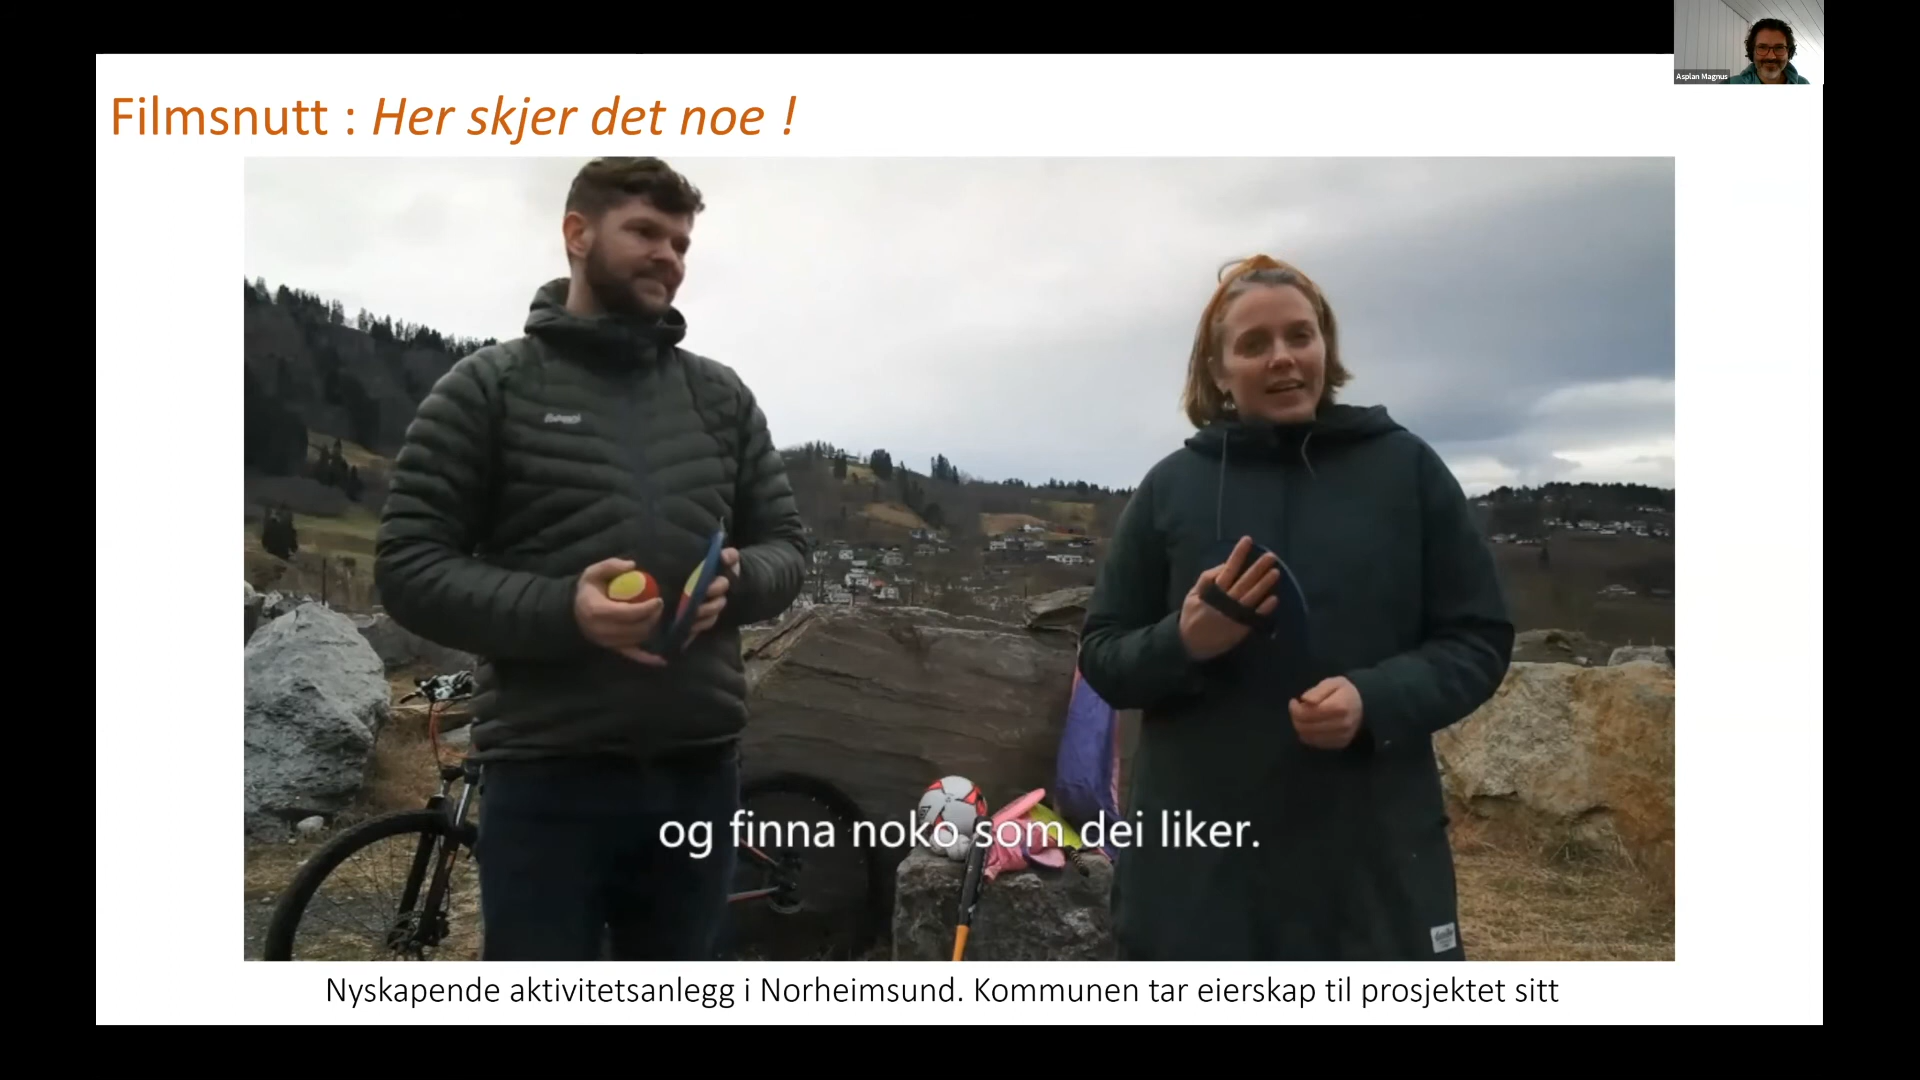 Asplan Magnus
Filmsnutt : Her skjer det noe !
og finna noko som dei liker.
Nyskapende aktivitetsanlegg i Norheimsund. Kommunen tar eierskap til prosjektet sitt